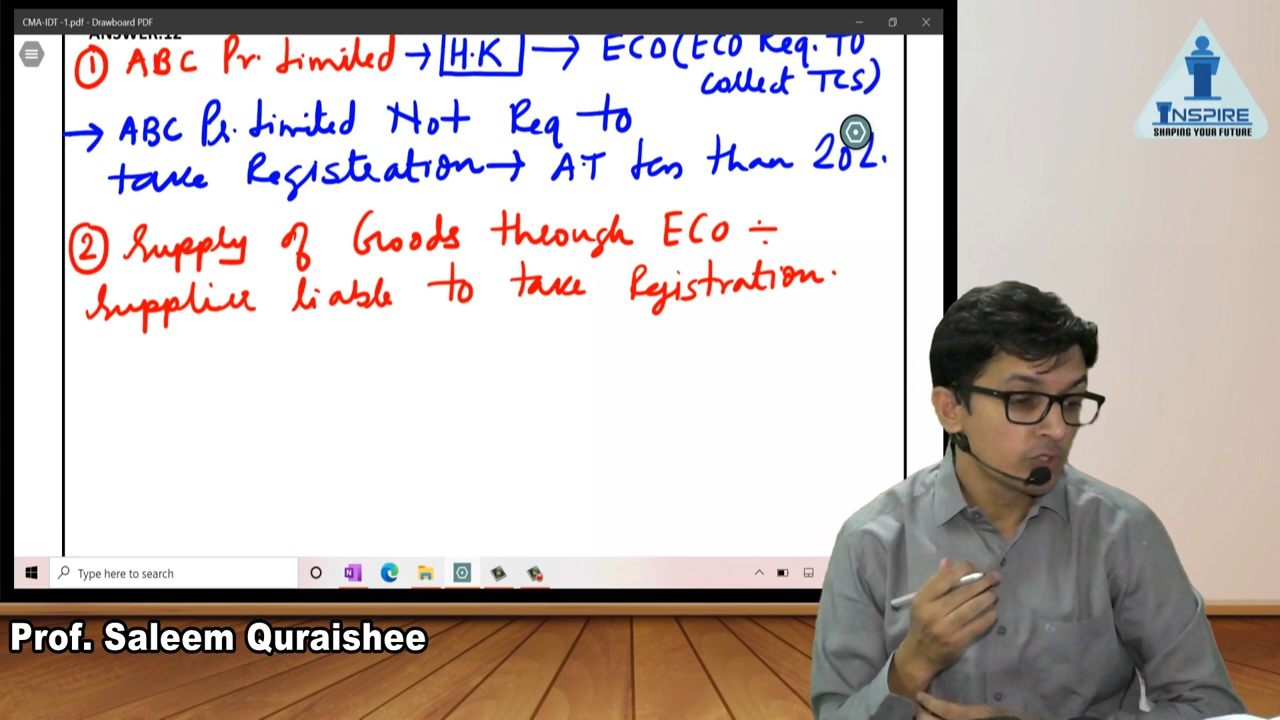 CMA-IDT -1.pdf - Drawboard PDF
ANSWER.12
① ABC Pr. Limited → H.K → ECO (ECO Req. To
collect TCS)
→ ABC Pr. Limited Not Req to
take Registration → A.T less than 20L.
② Supply of Goods through ECO ÷
Supplier liable to take Registration.
INSPIRE
SHAPING YOUR FUTURE
Type here to search
Prof. Saleem Quraishee